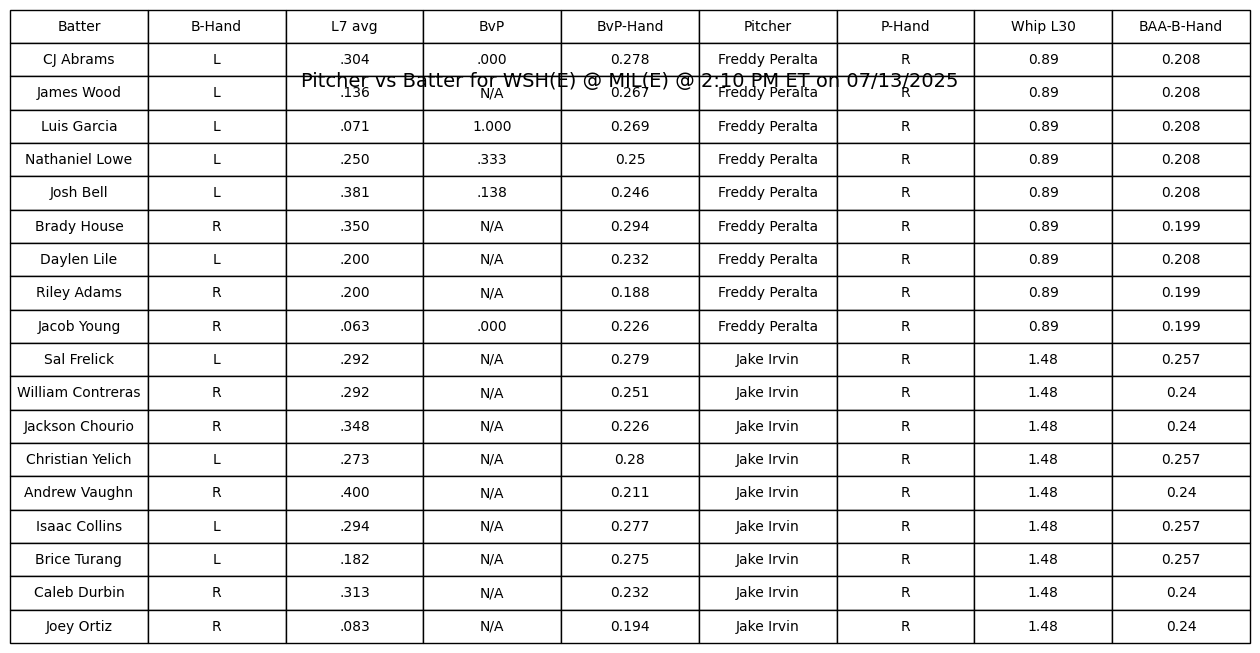 Batter B-Hand L7 avg BvP BvP-Hand Pitcher P-Hand Whip L30 BAA-B-Hand
CJ Abrams L .304 .000 0.278 Freddy Peralta R 0.89 0.208
Pitcher vs Batter for WSH(E) @ MIL(E) @ 2:10 PM ET on 07/13/2025
James Wood L .136 N/A 0.267 Freddy Peralta R 0.89 0.208
Luis Garcia L .071 1.000 0.269 Freddy Peralta R 0.89 0.208
Nathaniel Lowe L .250 .333 0.25 Freddy Peralta R 0.89 0.208
Josh Bell L .381 .138 0.246 Freddy Peralta R 0.89 0.208
Brady House R .350 N/A 0.294 Freddy Peralta R 0.89 0.199
Daylen Lile L .200 N/A 0.232 Freddy Peralta R 0.89 0.208
Riley Adams R .200 N/A 0.188 Freddy Peralta R 0.89 0.199
Jacob Young R .063 .000 0.226 Freddy Peralta R 0.89 0.199
Sal Frelick L .292 N/A 0.279 Jake Irvin R 1.48 0.257
William Contreras R .292 N/A 0.251 Jake Irvin R 1.48 0.24
Jackson Chourio R .348 N/A 0.226 Jake Irvin R 1.48 0.24
Christian Yelich L .273 N/A 0.28 Jake Irvin R 1.48 0.257
Andrew Vaughn R .400 N/A 0.211 Jake Irvin R 1.48 0.24
Isaac Collins L .294 N/A 0.277 Jake Irvin R 1.48 0.257
Brice Turang L .182 N/A 0.275 Jake Irvin R 1.48 0.257
Caleb Durbin R .313 N/A 0.232 Jake Irvin R 1.48 0.24
Joey Ortiz R .083 N/A 0.194 Jake Irvin R 1.48 0.24